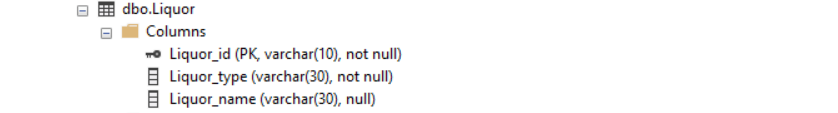 dbo.Liquor
Columns
Liquor_id (PK, varchar(10), not null)
Liquor_type (varchar(30), not null)
Liquor_name (varchar(30), null)